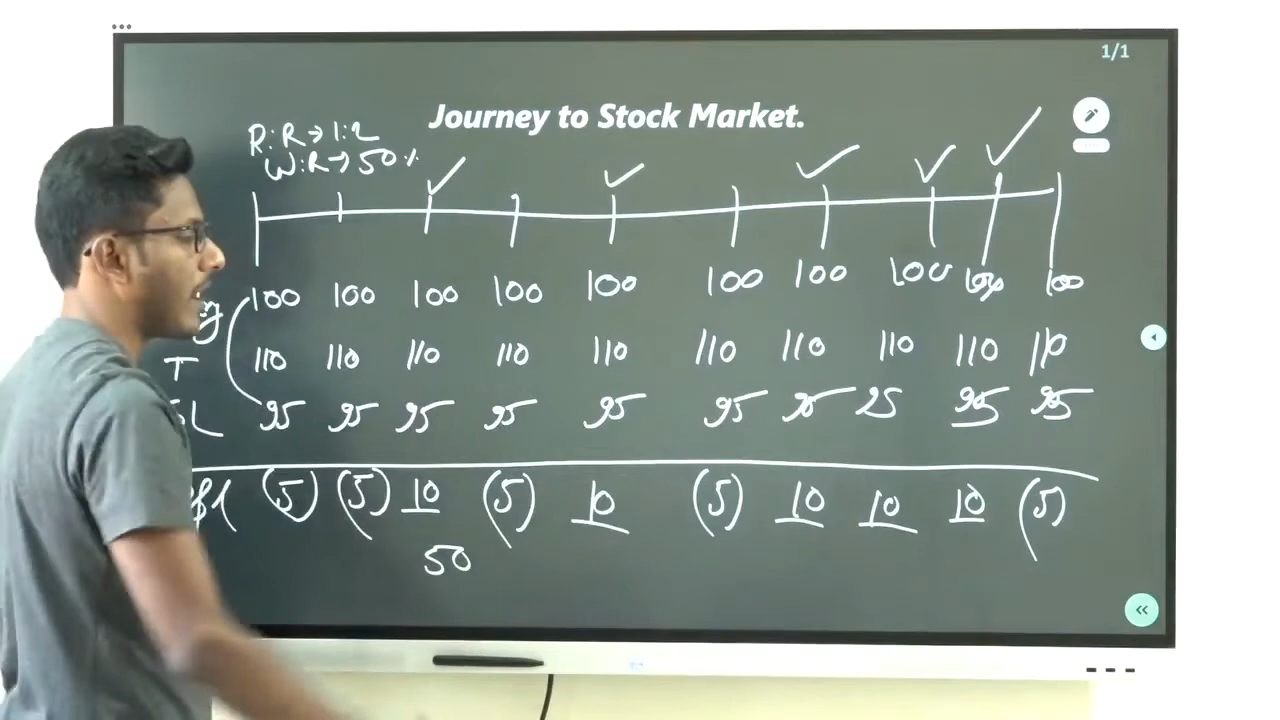 1/1
Journey to Stock Market.
R:R→1:2
W:R→50%
100 100 100 100 100 100 100 100 100 100
T 110 110 110 110 110 110 110 110 110 110
SL 95 95 95 95 95 95 95 95 95 95
(5) (5) 10 (5) 10 (5) 10 10 10 (5)
50